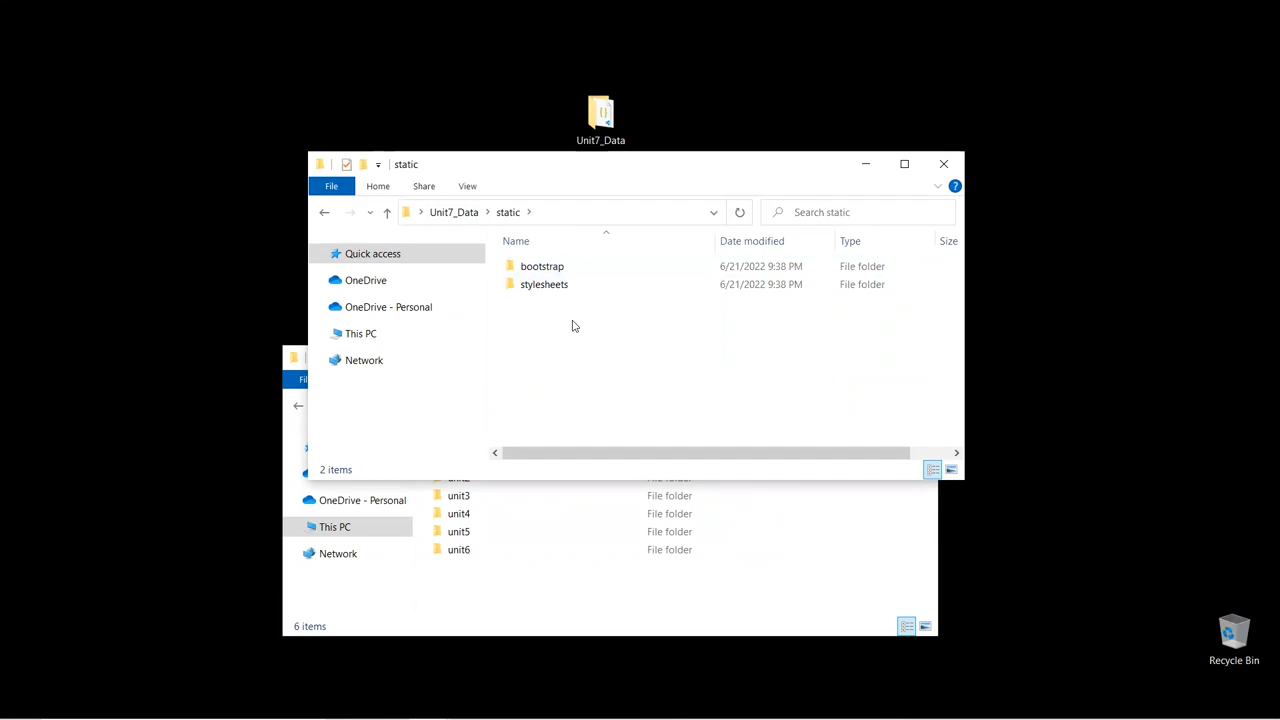 Unit7_Data
static
File Home Share View
Unit7_Data static
Search static
Name Date modified Type Size
Quick access
OneDrive
OneDrive - Personal
This PC
Network
bootstrap 6/21/2022 9:38 PM File folder
stylesheets 6/21/2022 9:38 PM File folder
2 items
OneDrive - Personal
This PC
Network
unit3 File folder
unit4 File folder
unit5 File folder
unit6 File folder
6 items
Recycle Bin